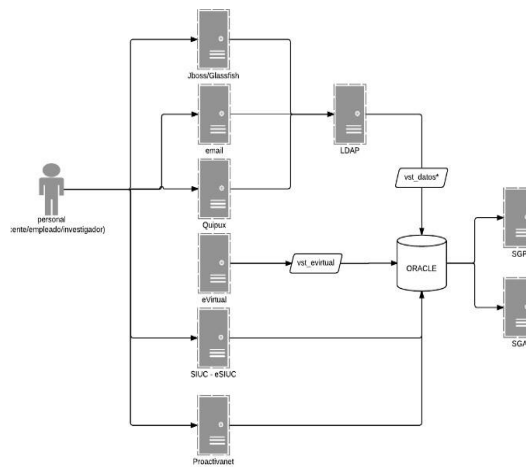 Jboss/Glassfish
email
LDAP
vst_datos*
personal
ente/empleado/investigador)
Quipux
SGP
vst_evirtual
ORACLE
eVirtual
SGA
SIUC - eSIUC
Proactivanet